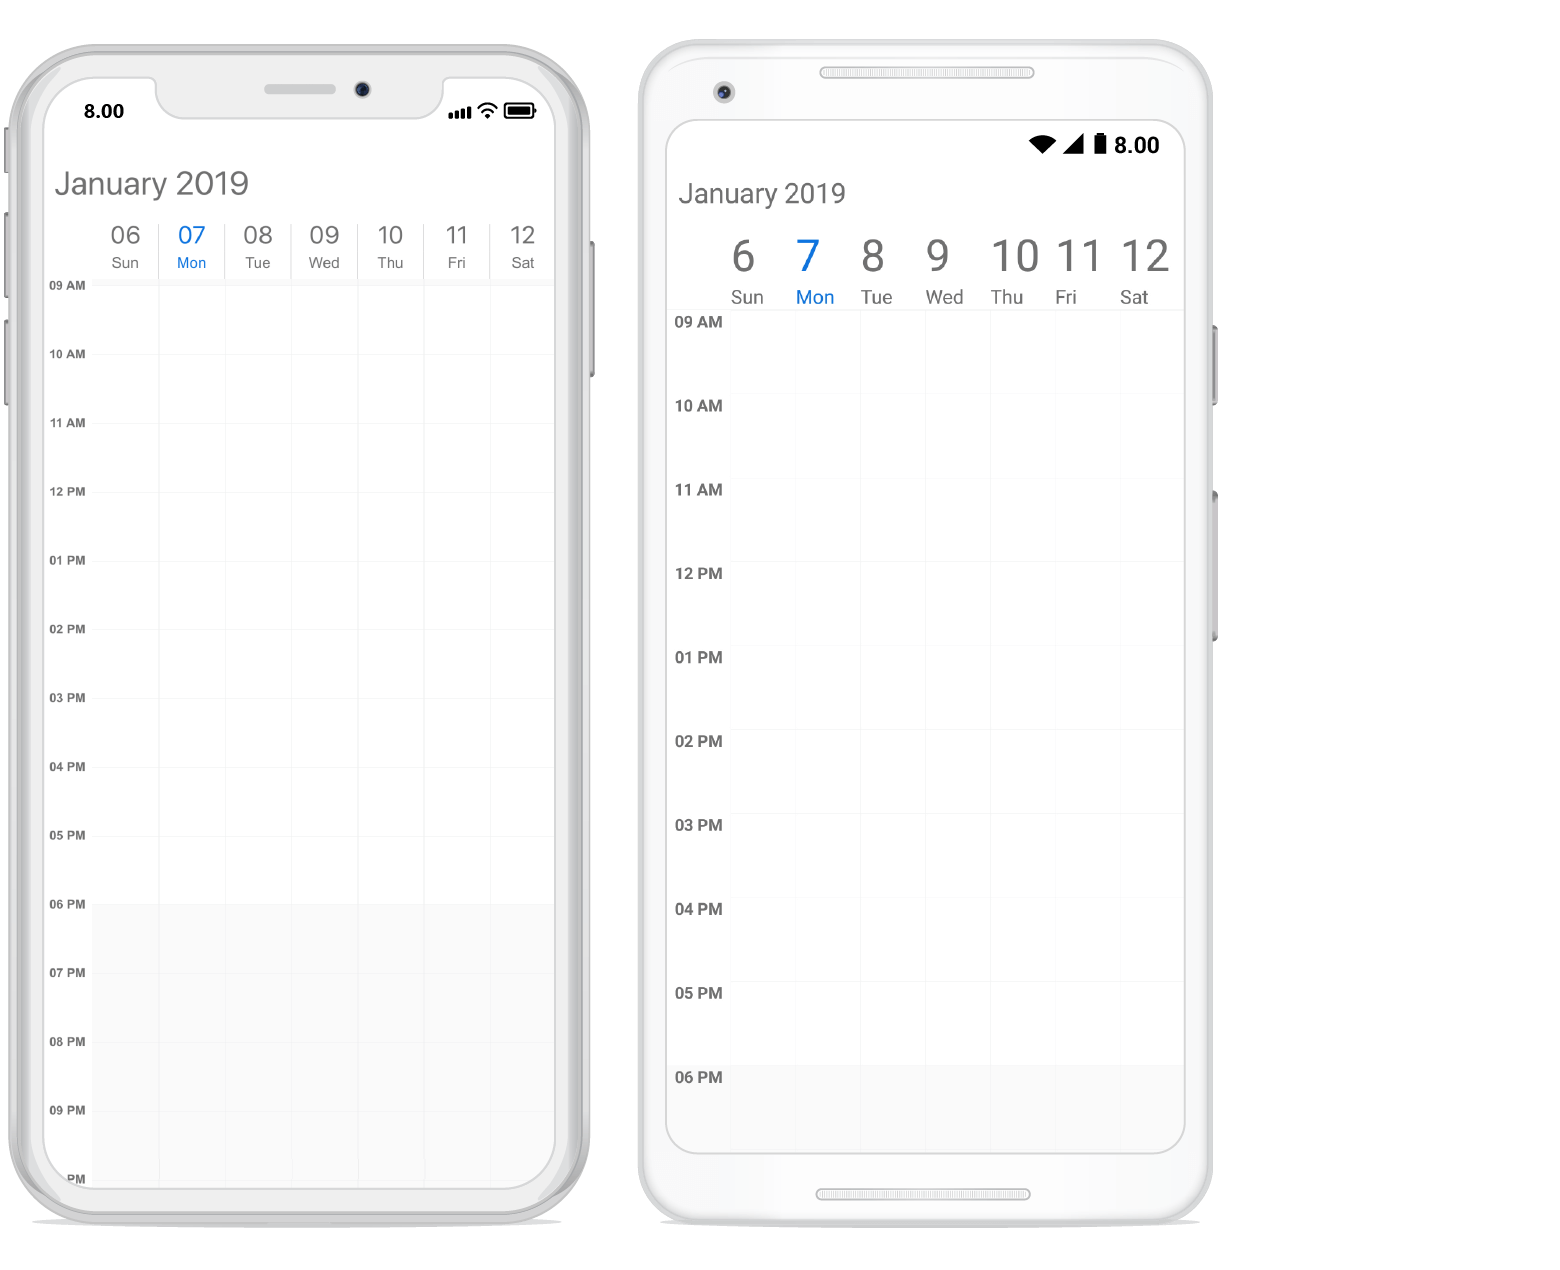 8.00
January 2019
06 07 08 09 10 11 12
Sun Mon Tue Wed Thu Fri Sat
09 AM
10 AM
11 AM
12 PM
01 PM
02 PM
03 PM
04 PM
05 PM
06 PM
07 PM
08 PM
09 PM
PM
8.00
January 2019
6 7 8 9 10 11 12
Sun Mon Tue Wed Thu Fri Sat
09 AM
10 AM
11 AM
12 PM
01 PM
02 PM
03 PM
04 PM
05 PM
06 PM